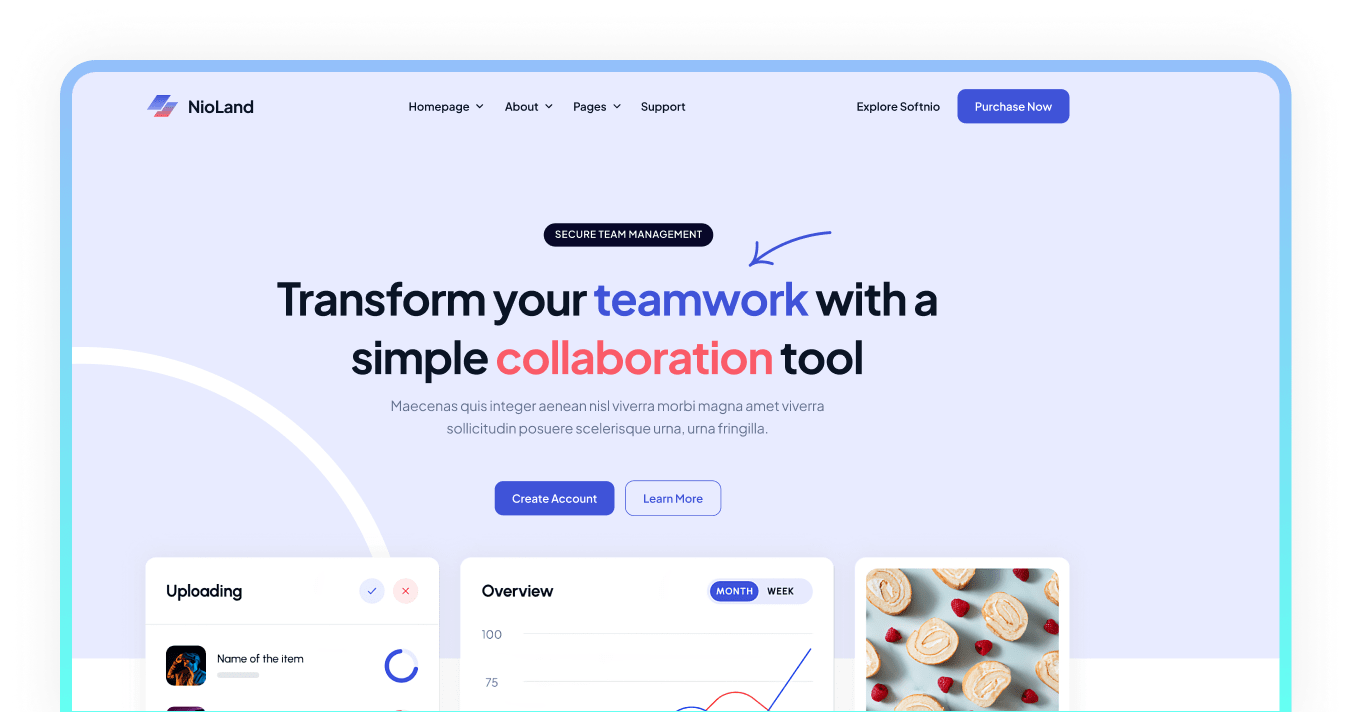 NioLand
Homepage About Pages Support
Explore Softnio
Purchase Now
SECURE TEAM MANAGEMENT
Transform your teamwork with a
simple collaboration tool
Maecenas quis integer aenean nisl viverra morbi magna amet viverra
sollicitudin posuere scelerisque urna, urna fringilla.
Create Account
Learn More
Uploading
Name of the item
Overview
MONTH WEEK
100
75